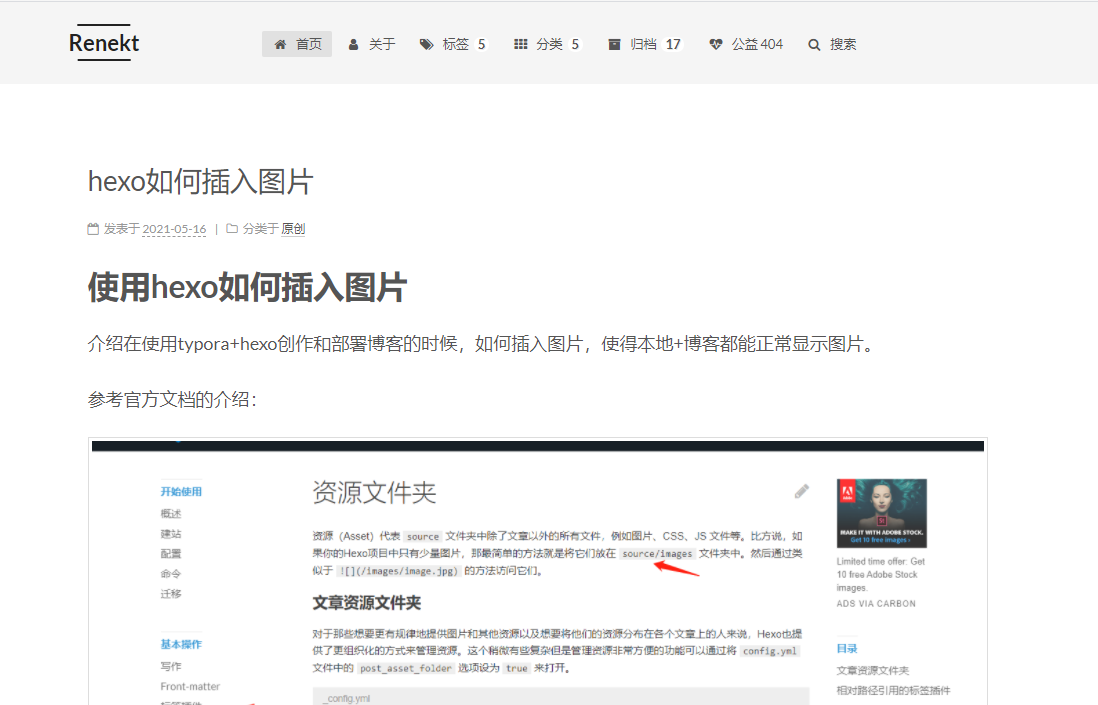 Renekt
首页 关于 标签 5 分类 5 归档 17 公益 404 搜索
hexo如何插入图片
发表于 2021-05-16 | 分类于 原创
使用hexo如何插入图片
介绍在使用typora+hexo创作和部署博客的时候，如何插入图片，使得本地+博客都能正常显示图片。
参考官方文档的介绍：
开始使用
概述
建站
配置
命令
迁移
基本操作
写作
Front-matter
资源文件夹
资源（Asset）代表 source 文件夹中除了文章以外的所有文件，例如图片、CSS、JS 文件等。比方说，如
果你的Hexo项目中只有少量图片，那最简单的方法就是将它们放在 source/images 文件夹中。然后通过类
似于 ![](/images/image.jpg) 的方法访问它们。
文章资源文件夹
对于那些想要更有规律地提供图片和其他资源以及想要将他们的资源分布在各个文章上的人来说，Hexo也提
供了更组织化的方式来管理资源。这个稍微有些复杂但是管理资源非常方便的功能可以通过将 config.yml
文件中的 post_asset_folder 选项设为 true 来打开。
_config.yml
MAKE IT WITH ADOBE STOCK.
Get 10 free images ›
Limited time offer: Get
10 free Adobe Stock
images.
ADS VIA CARBON
目录
文章资源文件夹
相对路径引用的标签插件